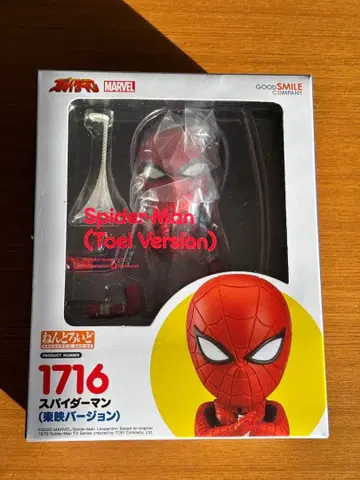 スパイダーマン
MARVEL
GOOD SMILE
COMPANY
Spider-Man
(Toei Version)
ねんどろいど
NENDOROID SERIES
PRODUCT NUMBER
1716
スパイダーマン
(東映バージョン)